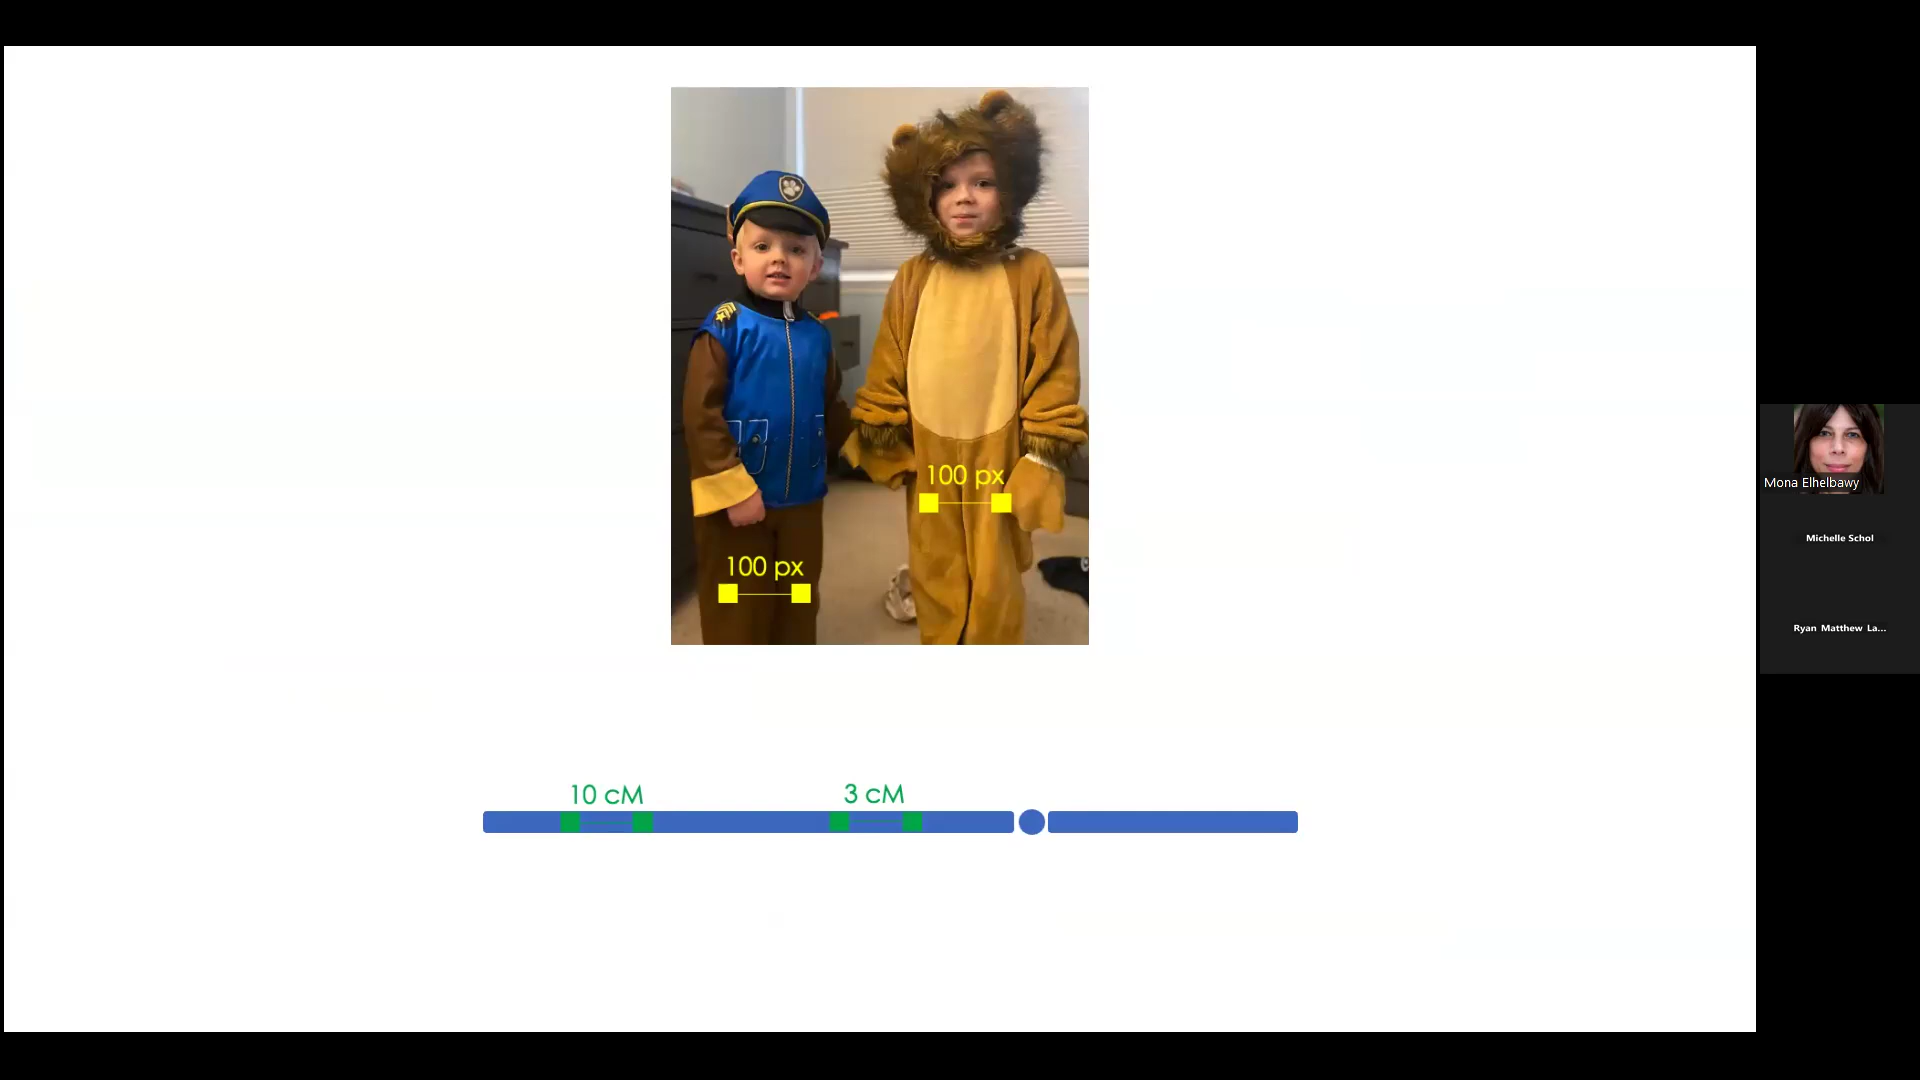 100 px
100 px
10 cM
3 cM
Mona Elhelbawy
Michelle Schol
Ryan Matthew La...